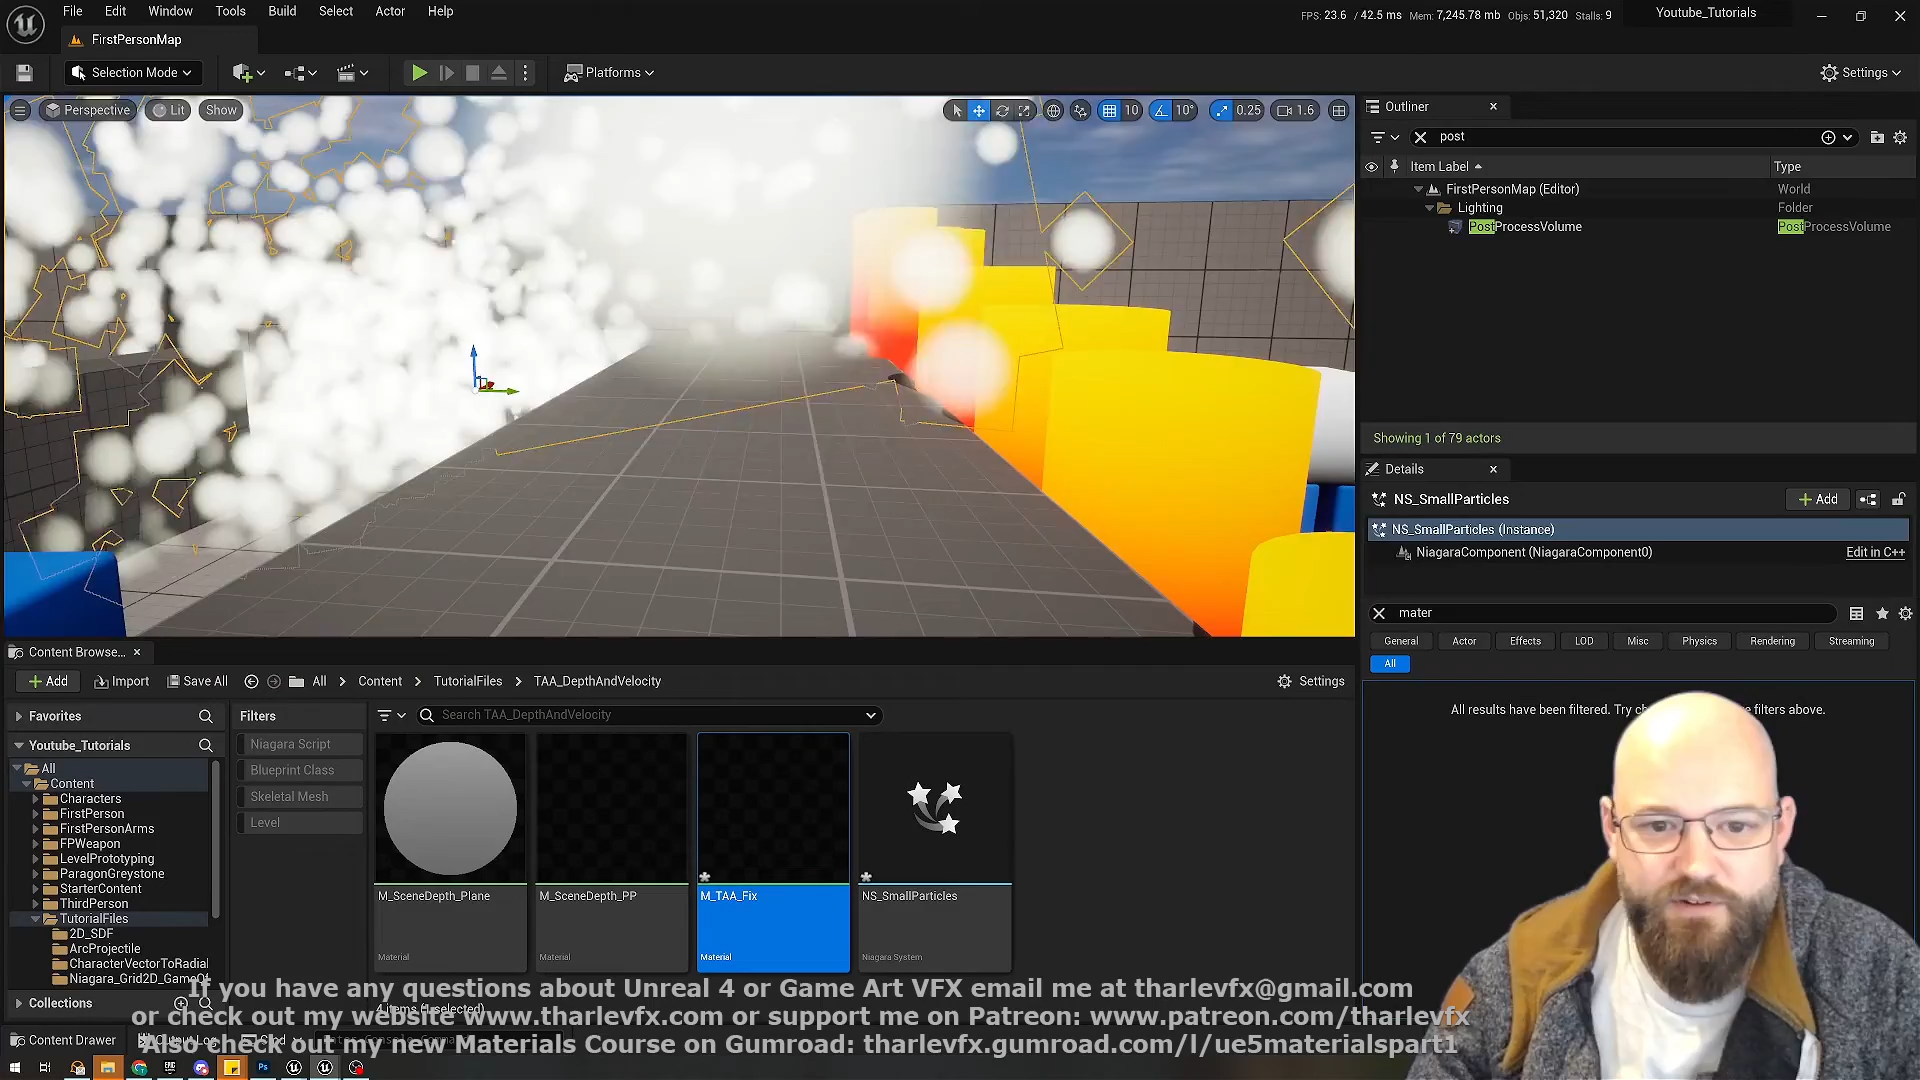 File Edit Window Tools Build Select Actor Help
FPS: 23.6 / 42.5 ms Mem: 7,245.78 mb Objs: 51,320 Stalls: 9
Youtube_Tutorials
FirstPersonMap
Selection Mode
Platforms
Settings
Perspective
Lit
Show
10
10°
0.25
1.6
Outliner
post
Item Label
Type
FirstPersonMap (Editor)
World
Lighting
Folder
PostProcessVolume
PostProcessVolume
Showing 1 of 79 actors
Details
NS_SmallParticles
Add
NS_SmallParticles (Instance)
NiagaraComponent (NiagaraComponent0)
Edit in C++
mater
General
Actor
Effects
LOD
Misc
Physics
Rendering
Streaming
All
All results have been filtered. Try
filters above.
Content Browse...
Add
Import
Save All
All
Content
TutorialFiles
TAA_DepthAndVelocity
Settings
Favorites
Youtube_Tutorials
All
Content
Characters
FirstPerson
FirstPersonArms
FPWeapon
LevelPrototyping
ParagonGreystone
StarterContent
ThirdPerson
TutorialFiles
2D_SDF
ArcProjectile
CharacterVectorToRadial
Niagara_Grid2D_GameOf
Collections
Filters
Niagara Script
Blueprint Class
Skeletal Mesh
Level
Search TAA_DepthAndVelocity
M_SceneDepth_Plane
Material
M_SceneDepth_PP
Material
M_TAA_Fix
Material
NS_SmallParticles
Niagara System
4 items (1 selected)
Content Drawer
Output Log
Cmd
If you have any questions about Unreal 4 or Game Art VFX email me at tharlevfx@gmail.com
or check out my website www.tharlevfx.com or support me on Patreon: www.patreon.com/tharlevfx
Also check out my new Materials Course on Gumroad: tharlevfx.gumroad.com/l/ue5materialspart1